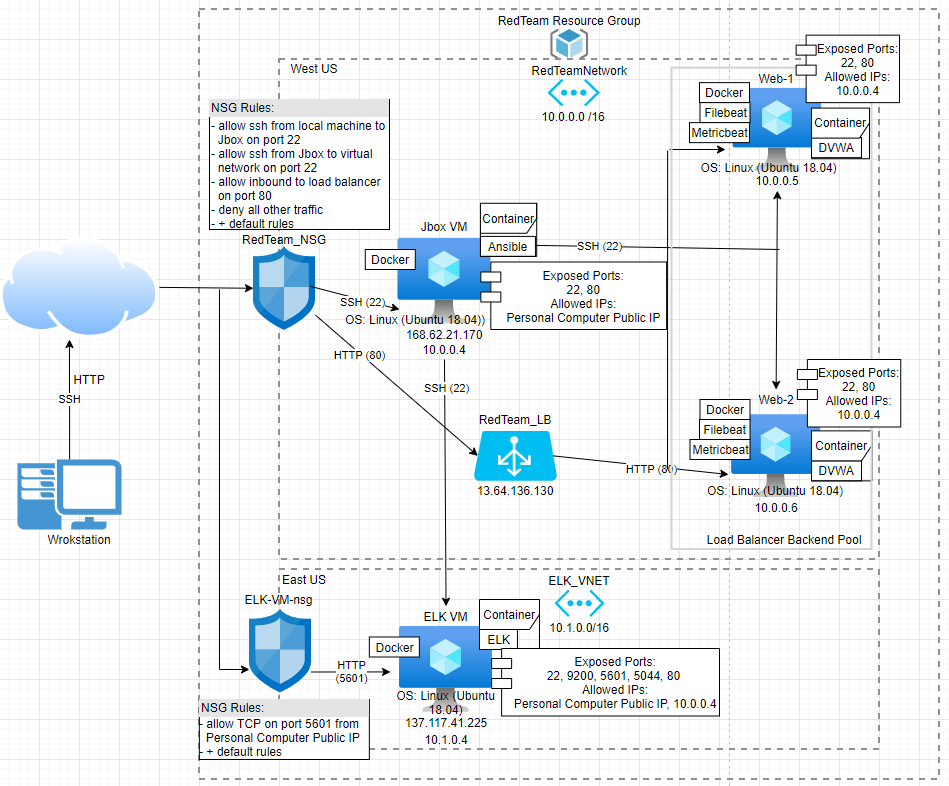 RedTeam Resource Group
West US
RedTeamNetwork
10.0.0.0 /16
Exposed Ports:
22, 80
Allowed IPs:
10.0.0.4
Web-1
Docker
Filebeat
Metricbeat
Container
DVWA
OS: Linux (Ubuntu 18.04)
10.0.0.5
NSG Rules:
- allow ssh from local machine to
Jbox on port 22
- allow ssh from Jbox to virtual
network on port 22
- allow inbound to load balancer
on port 80
- deny all other traffic
- + default rules
RedTeam_NSG
Jbox VM
Container
Ansible
Docker
SSH (22)
Exposed Ports:
22, 80
Allowed IPs:
Personal Computer Public IP
SSH (22)
OS: Linux (Ubuntu 18.04))
168.62.21.170
10.0.0.4
HTTP (80)
SSH (22)
HTTP
SSH
Wrokstation
RedTeam_LB
13.64.136.130
HTTP (80)
Exposed Ports:
22, 80
Allowed IPs:
10.0.0.4
Web-2
Docker
Filebeat
Metricbeat
Container
DVWA
OS: Linux (Ubuntu 18.04)
10.0.0.6
Load Balancer Backend Pool
East US
ELK-VM-nsg
ELK_VNET
10.1.0.0/16
ELK VM
Container
ELK
Docker
HTTP
(5601)
Exposed Ports:
22, 9200, 5601, 5044, 80
Allowed IPs:
Personal Computer Public IP, 10.0.0.4
OS: Linux (Ubuntu
18.04)
137.117.41.225
10.1.0.4
NSG Rules:
- allow TCP on port 5601 from
Personal Computer Public IP
- + default rules